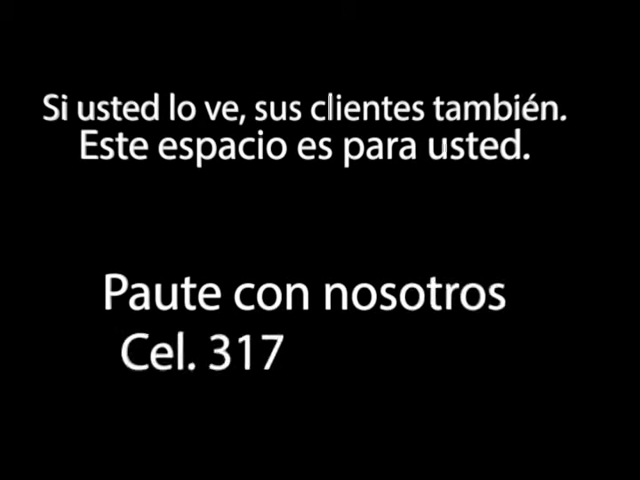 Si usted lo ve, sus clientes también.
Este espacio es para usted.
Paute con nosotros
Cel. 317